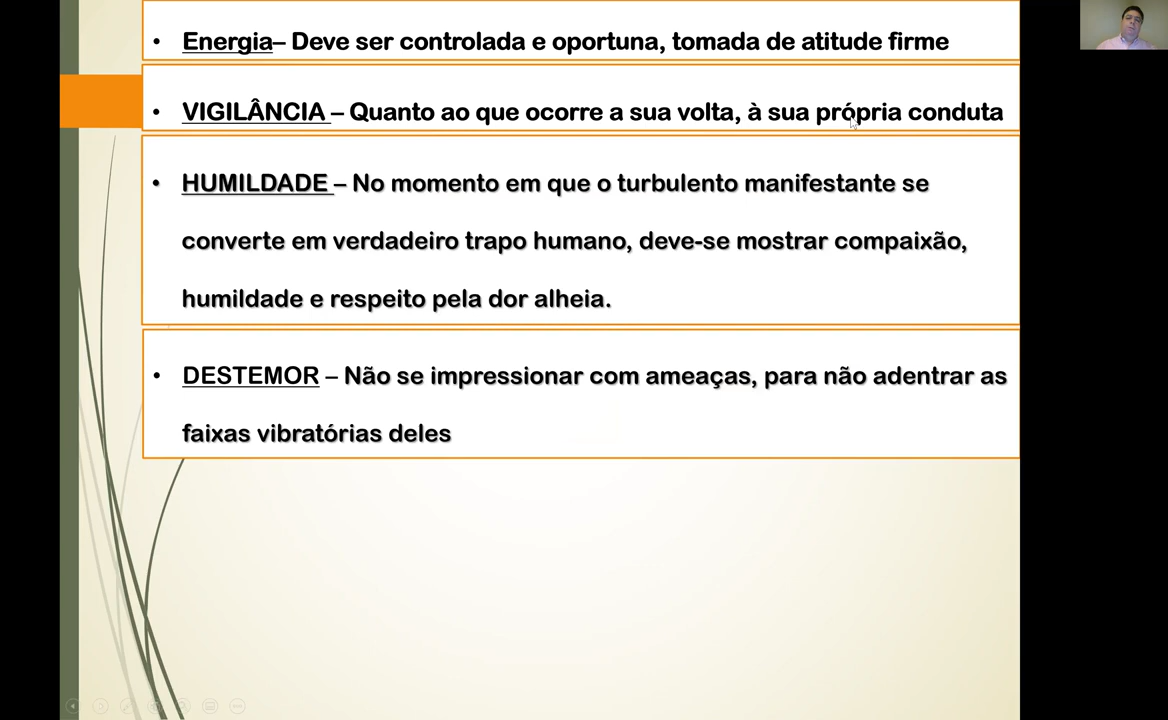 • Energia– Deve ser controlada e oportuna, tomada de atitude firme
• VIGILÂNCIA – Quanto ao que ocorre a sua volta, à sua própria conduta
• HUMILDADE – No momento em que o turbulento manifestante se
converte em verdadeiro trapo humano, deve-se mostrar compaixão,
humildade e respeito pela dor alheia.
• DESTEMOR – Não se impressionar com ameaças, para não adentrar as
faixas vibratórias deles